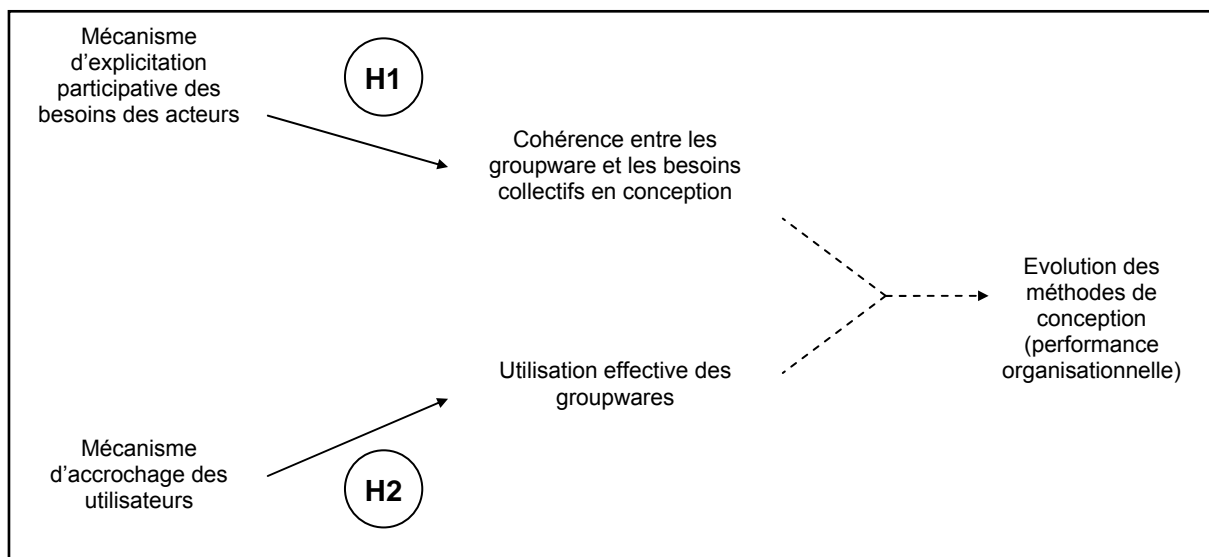 Mécanisme
d’explicitation
participative des
besoins des acteurs
H1
Cohérence entre les
groupware et les besoins
collectifs en conception
Evolution des
méthodes de
conception
(performance
organisationnelle)
Utilisation effective des
groupwares
Mécanisme
d’accrochage des
utilisateurs
H2